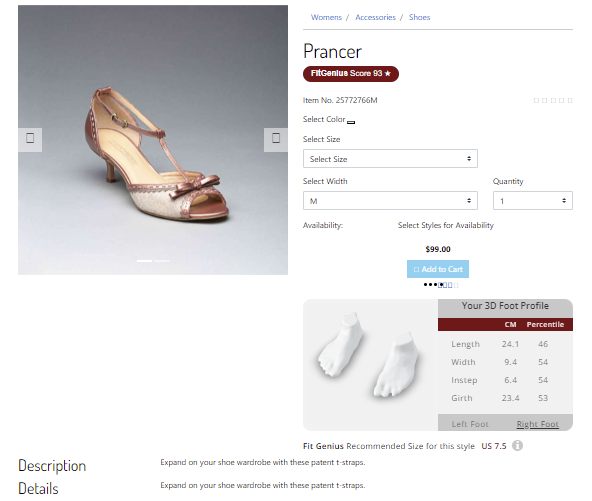 Womens / Accessories / Shoes
Prancer
FitGenius Score 93 ★
Item No. 25772766M
Select Color
Select Size
Select Size
Select Width Quantity
M 1
Availability: Select Styles for Availability
$99.00
Add to Cart
Your 3D Foot Profile
CM Percentile
Length 24.1 46
Width 9.4 54
Instep 6.4 54
Girth 23.4 53
Left Foot Right Foot
Fit Genius Recommended Size for this style US 7.5
Description Expand on your shoe wardrobe with these patent t-straps.
Details Expand on your shoe wardrobe with these patent t-straps.